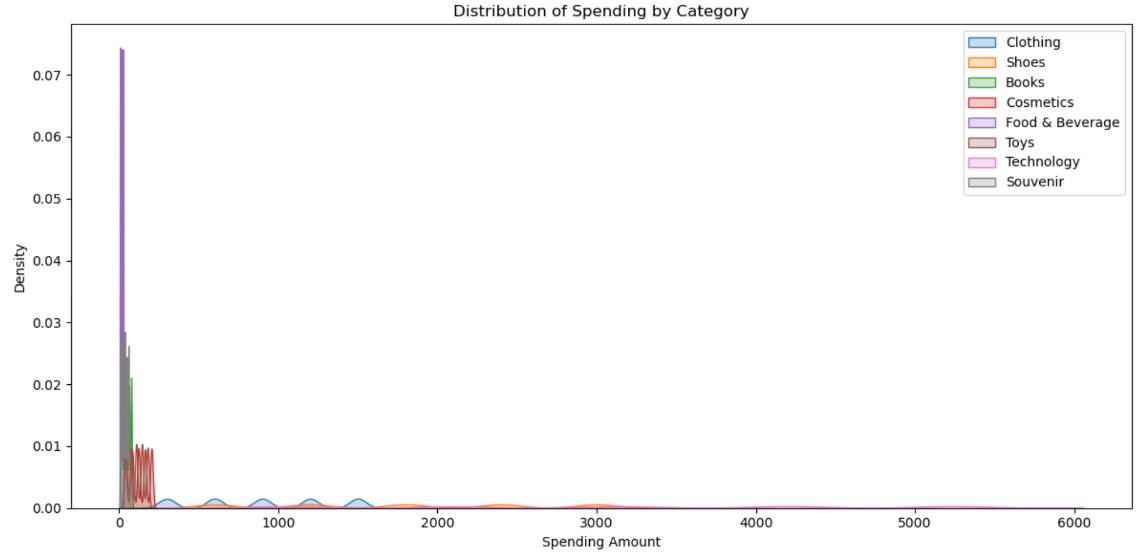 Distribution of Spending by Category
Clothing
Shoes
Books
Cosmetics
Food & Beverage
Toys
Technology
Souvenir
0.07
0.06
0.05
0.04
0.03
0.02
0.01
0.00
Density
0
1000
2000
3000
4000
5000
6000
Spending Amount